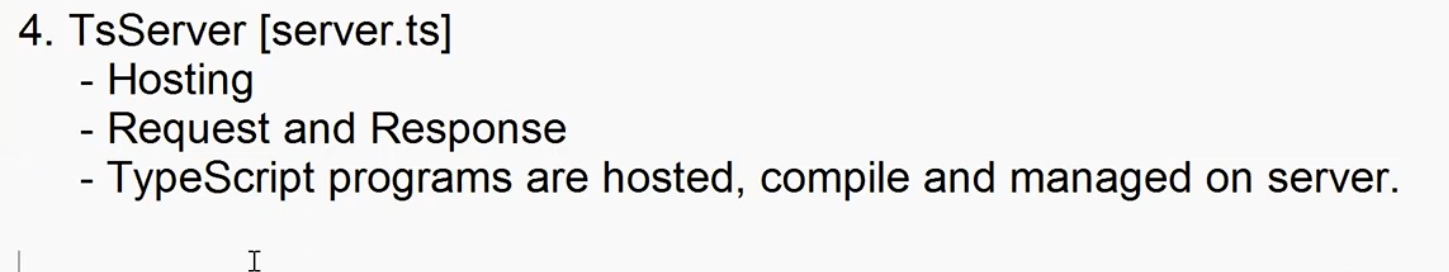 4. TsServer [server.ts]
- Hosting
- Request and Response
- TypeScript programs are hosted, compile and managed on server.